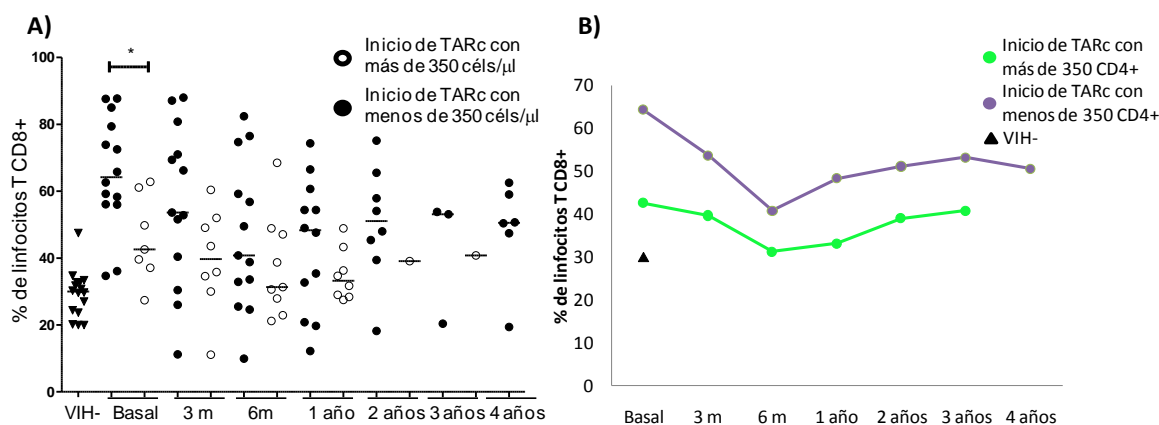 A)
Inicio de TARc con
más de 350 céls/µl
Inicio de TARc con
menos de 350 céls/µl
*
% de linfocitos T CD8+
100
80
60
40
20
0
VIH- Basal 3 m 6m 1 año 2 años 3 años 4 años
B)
Inicio de TARc con
más de 350 CD4+
Inicio de TARc con
menos de 350 CD4+
VIH-
% de linfocitos T CD8+
70
60
50
40
30
20
10
0
Basal 3 m 6 m 1 año 2 años 3 años 4 años